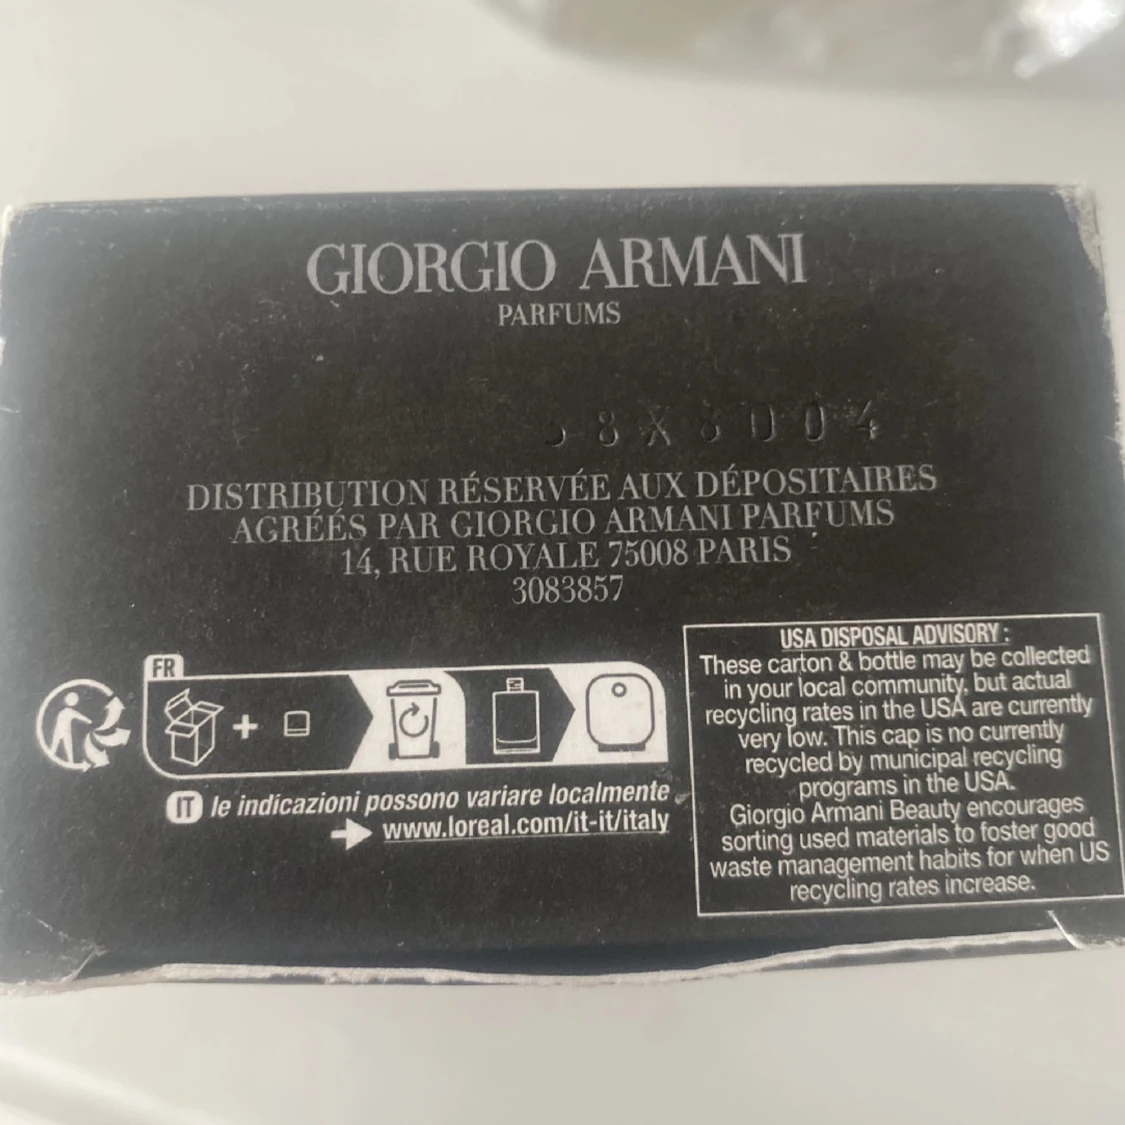 GIORGIO ARMANI
PARFUMS
8X8004
DISTRIBUTION RÉSERVÉE AUX DÉPOSITAIRES
AGRÉÉS PAR GIORGIO ARMANI PARFUMS
14, RUE ROYALE 75008 PARIS
3083857
FR
+
IT le indicazioni possono variare localmente
www.loreal.com/it-it/italy
USA DISPOSAL ADVISORY :
These carton & bottle may be collected
in your local community, but actual
recycling rates in the USA are currently
very low. This cap is no currently
recycled by municipal recycling
programs in the USA.
Giorgio Armani Beauty encourages
sorting used materials to foster good
waste management habits for when US
recycling rates increase.